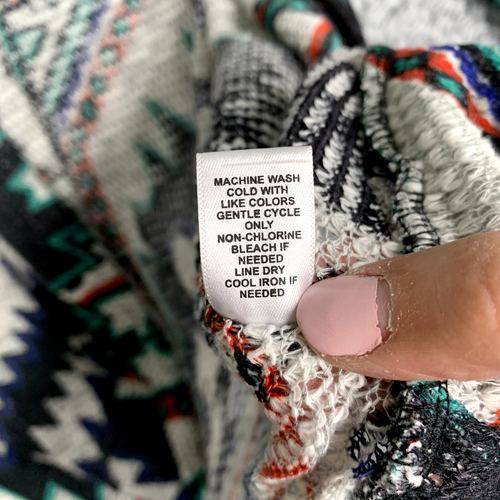 MACHINE WASH
COLD WITH
LIKE COLORS
GENTLE CYCLE
ONLY
NON-CHLORINE
BLEACH IF
NEEDED
LINE DRY
COOL IRON IF
NEEDED